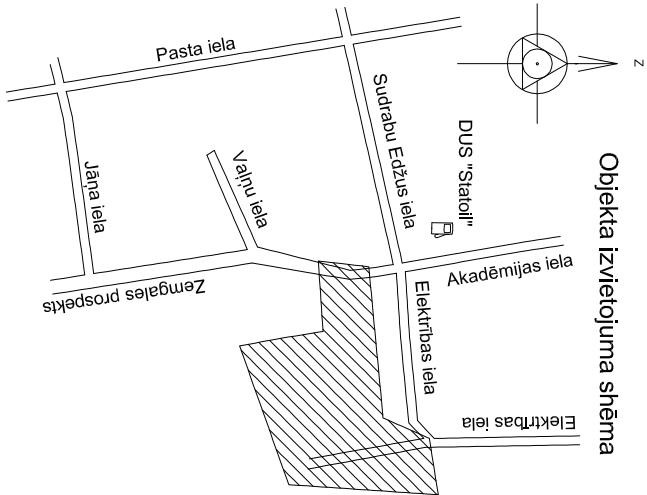 Objekta izvietojuma shēma
Z
DUS "Statoil"
Pasta iela
Sudrabu Edžus iela
Vaļņu iela
Jāņa iela
Zemgales prospekts
Akadēmijas iela
Elektrības iela
Elektrības iela